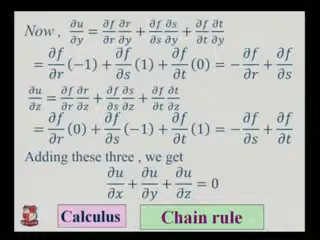 Now, ∂u/∂y = ∂f/∂r ∂r/∂y + ∂f/∂s ∂s/∂y + ∂f/∂t ∂t/∂y
= ∂f/∂r (−1) + ∂f/∂s (1) + ∂f/∂t (0) = − ∂f/∂r + ∂f/∂s
∂u/∂z = ∂f/∂r ∂r/∂z + ∂f/∂s ∂s/∂z + ∂f/∂t ∂t/∂z
= ∂f/∂r (0) + ∂f/∂s (−1) + ∂f/∂t (1) = − ∂f/∂s + ∂f/∂t
Adding these three , we get
∂u/∂x + ∂u/∂y + ∂u/∂z = 0
Calculus
Chain rule